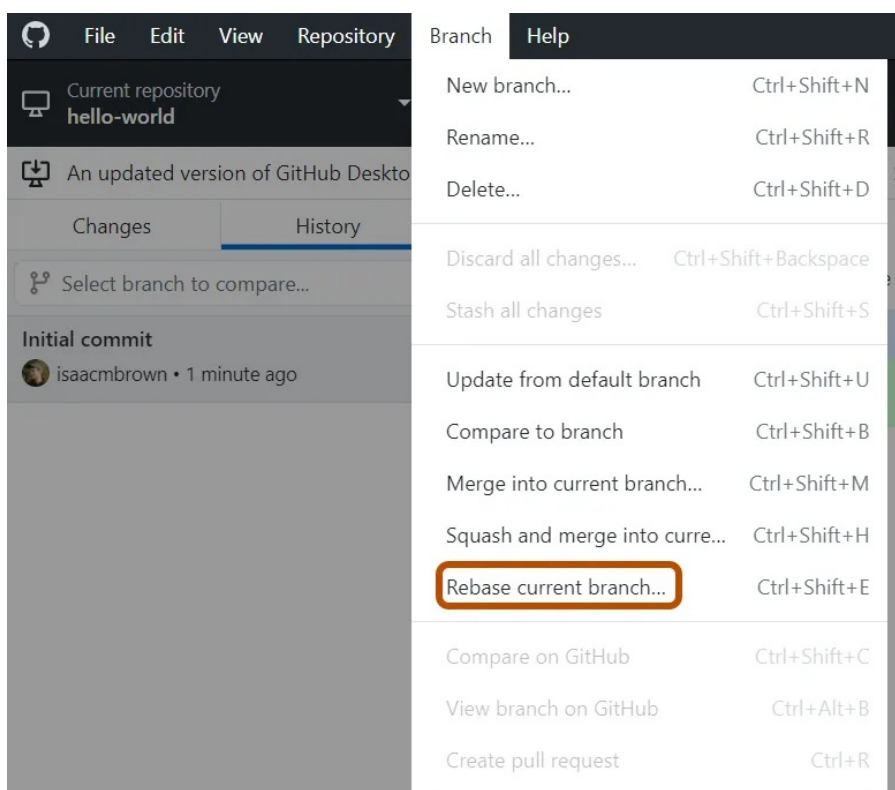 File Edit View Repository Branch Help
Current repository
hello-world
An updated version of GitHub Deskto
Changes History
Select branch to compare...
Initial commit
isaacmbrown • 1 minute ago
New branch... Ctrl+Shift+N
Rename... Ctrl+Shift+R
Delete... Ctrl+Shift+D
Discard all changes... Ctrl+Shift+Backspace
Stash all changes Ctrl+Shift+S
Update from default branch Ctrl+Shift+U
Compare to branch Ctrl+Shift+B
Merge into current branch... Ctrl+Shift+M
Squash and merge into curre... Ctrl+Shift+H
Rebase current branch... Ctrl+Shift+E
Compare on GitHub Ctrl+Shift+C
View branch on GitHub Ctrl+Alt+B
Create pull request Ctrl+R